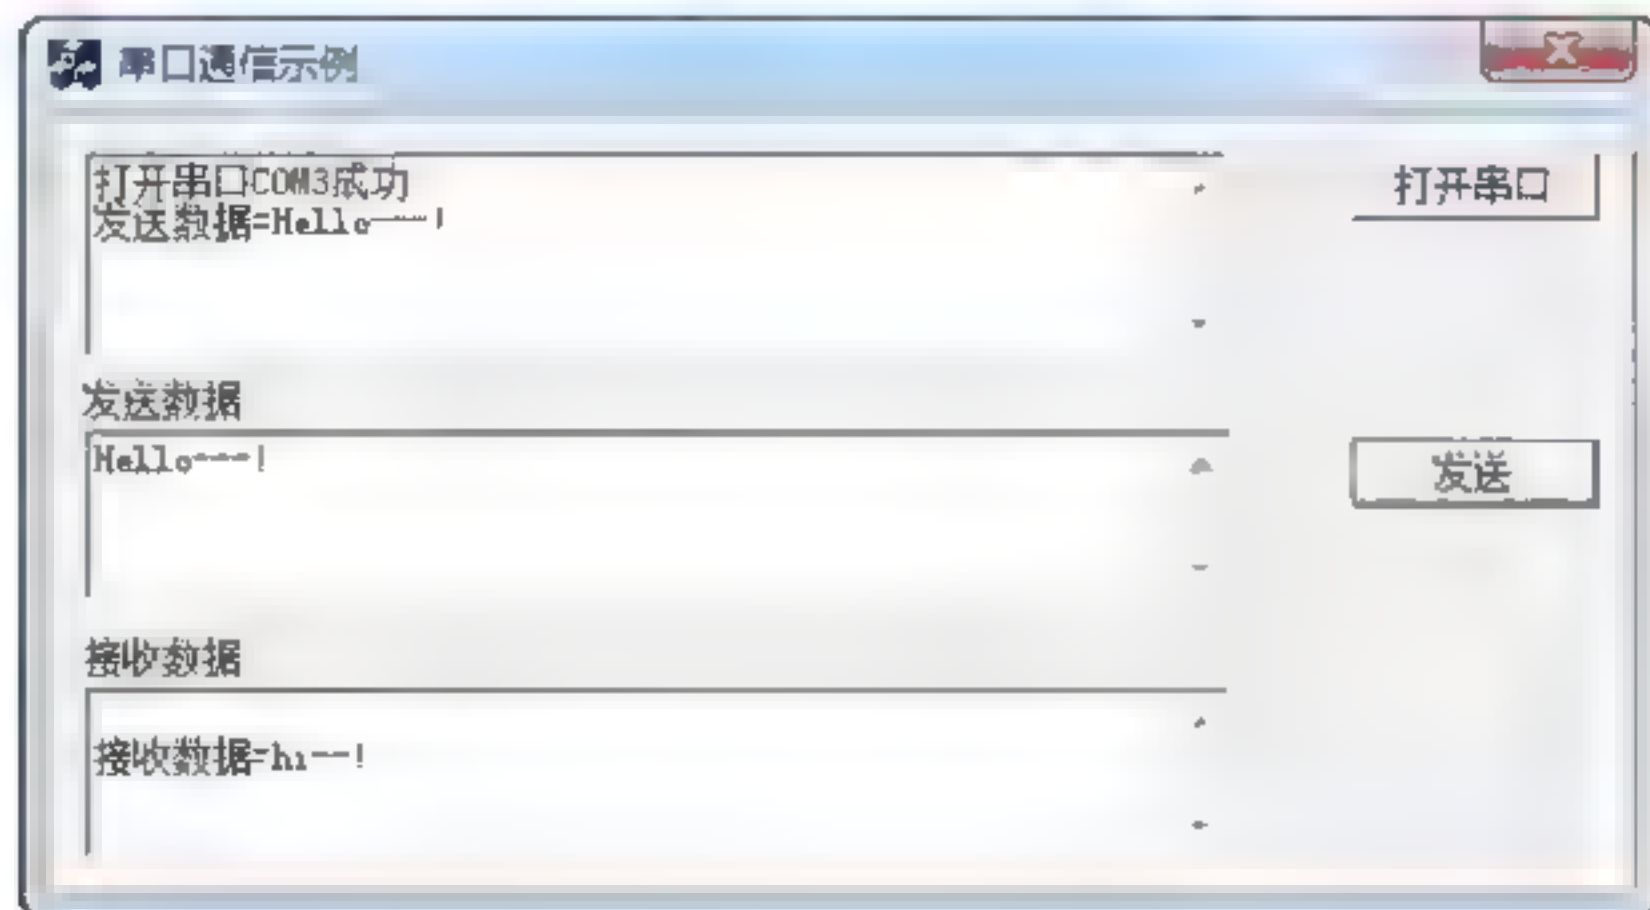 串口通信示例
打开串口COM3成功
发送数据=Hello~~~!
打开串口
发送数据
Hello~~~!
发送
接收数据
接收数据=hi~~!